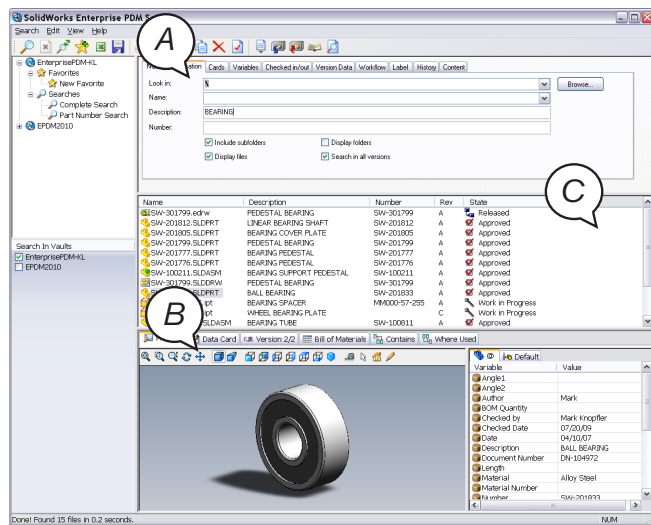 SolidWorks Enterprise PDM S
Search Edit View Help
A
EnterprisePDM-KL
Favorites
New Favorite
Searches
Complete Search
Part Number Search
EPDM2010
Cards Variables Checked in/out Version Data Workflow Label History Content
Look in: \ Browse...
Name:
Description: BEARING
Number:
Include subfolders Display folders
Display files Search in all versions
C
Name Description Number Rev State
SW-301799.edrw PEDESTAL BEARING SW-301799 A Released
SW-201812.SLDPRT LINEAR BEARING SHAFT SW-201812 A Approved
SW-201805.SLDPRT BEARING COVER PLATE SW-201805 A Approved
SW-201799.SLDPRT PEDESTAL BEARING SW-201799 A Approved
SW-201777.SLDPRT BEARING PEDESTAL SW-201777 A Approved
SW-201776.SLDPRT BEARING PEDESTAL SW-201776 A Approved
SW-100211.SLDASM BEARING SUPPORT PEDESTAL SW-100211 A Approved
SW-301799.SLDDRW PEDESTAL BEARING SW-301799 A Approved
.SLDPRT BALL BEARING SW-201833 A Approved
.ipt BEARING SPACER MM000-57-255 A Work in Progress
.ipt WHEEL BEARING PLATE C Work in Progress
.SLDASM BEARING TUBE SW-100811 A Approved
Search In Vaults
EnterprisePDM-KL
EPDM2010
B
Data Card Version 2/2 Bill of Materials Contains Where Used
Default
Variable Value
Angle1
Angle2
Author Mark
BOM Quantity
Checked by Mark Knopfler
Checked Date 07/20/09
Date 04/10/07
Description BALL BEARING
Document Number DN-104972
Length
Material Alloy Steel
Material Number
Number SW-201833
Done! Found 15 files in 0.2 seconds. NUM